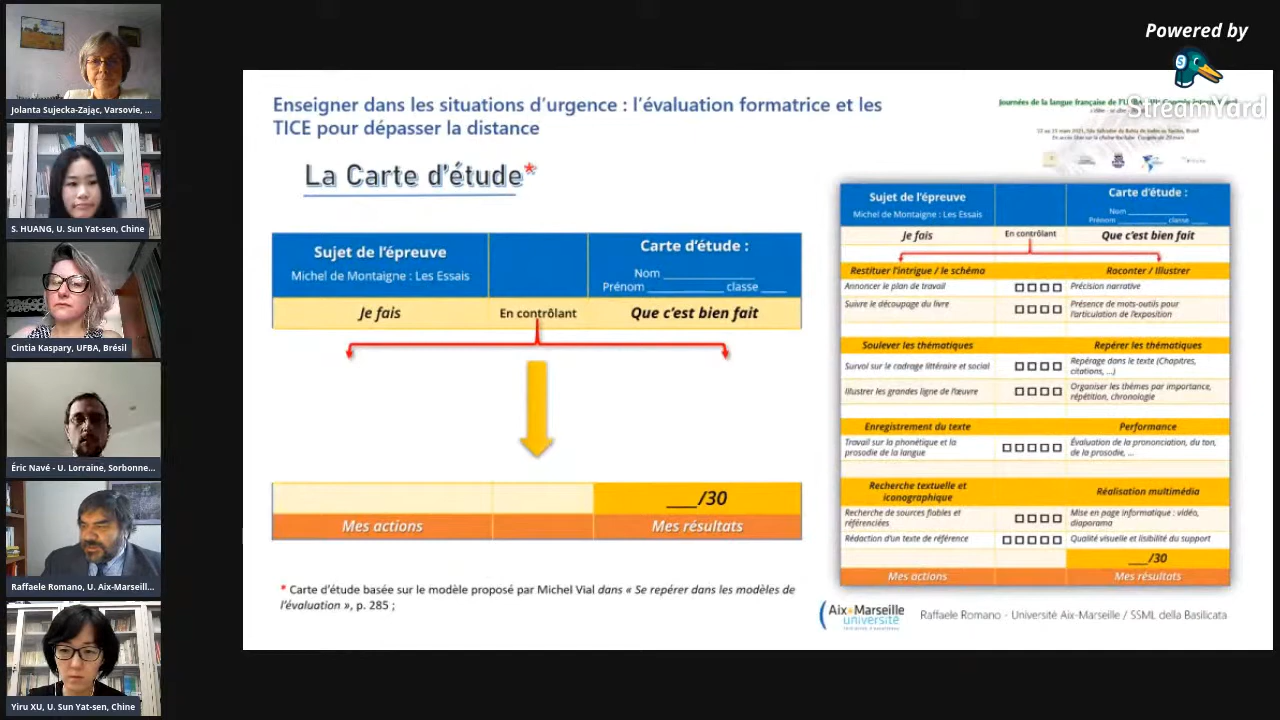 Powered by
StreamYard
Jolanta Sujecka-Zając, Varsovie, ...
S. HUANG, U. Sun Yat-sen, Chine
Cintia Kaspary, UFBA, Brésil
Éric Navé - U. Lorraine, Sorbonne...
Raffaele Romano, U. Aix-Marseill...
Yiru XU, U. Sun Yat-sen, Chine
Enseigner dans les situations d'urgence : l'évaluation formatrice et les
TICE pour dépasser la distance
Journées de la langue française de
La Carte d'étude*
Sujet de l'épreuve
Michel de Montaigne : Les Essais
Carte d'étude :
Nom ______________
Prénom ____________ classe ____
Je fais
En contrôlant
Que c'est bien fait
____/30
Mes actions
Mes résultats
* Carte d'étude basée sur le modèle proposé par Michel Vial dans « Se repérer dans les modèles de
l'évaluation », p. 285 ;
Sujet de l'épreuve
Michel de Montaigne : Les Essais
Carte d'étude :
Nom ______________
Prénom ____________ classe ____
Je fais
En contrôlant
Que c'est bien fait
Restituer l'intrigue / le schéma
Raconter / Illustrer
Annoncer le plan de travail
Précision narrative
Suivre le découpage du livre
Présence de mots-outils pour
l'articulation de l'exposition
Soulever les thématiques
Repérer les thématiques
Survol sur le cadrage littéraire et social
Repérage dans le texte (Chapitres,
citations, ...)
Illustrer les grandes ligne de l'œuvre
Organiser les thèmes par importance,
répétition, chronologie
Enregistrement du texte
Performance
Travail sur la phonétique et la
prosodie de la langue
Évaluation de la prononciation, du ton,
de la prosodie, ...
Recherche textuelle et
iconographique
Réalisation multimédia
Recherche de sources fiables et
référenciées
Mise en page informatique : vidéo,
diaporama
Rédaction d'un texte de référence
Qualité visuelle et lisibilité du support
____/30
Mes actions
Mes résultats
Aix*Marseille
université
Raffaele Romano - Université Aix-Marseille / SSML della Basilicata